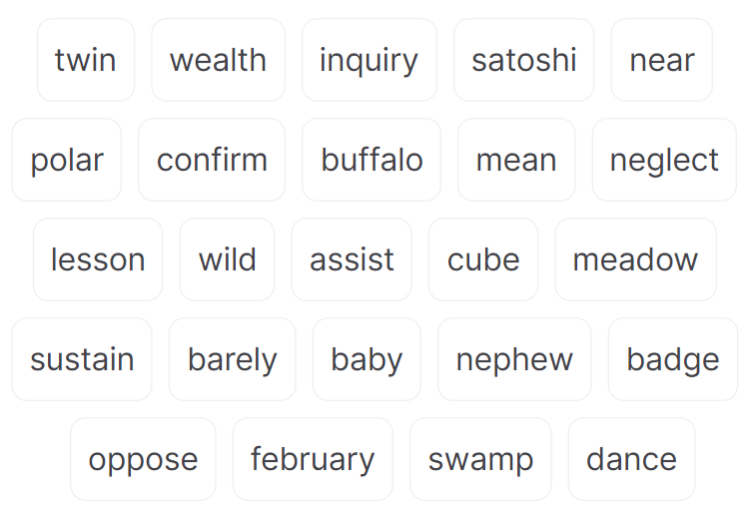 twin wealth inquiry satoshi near
polar confirm buffalo mean neglect
lesson wild assist cube meadow
sustain barely baby nephew badge
oppose february swamp dance